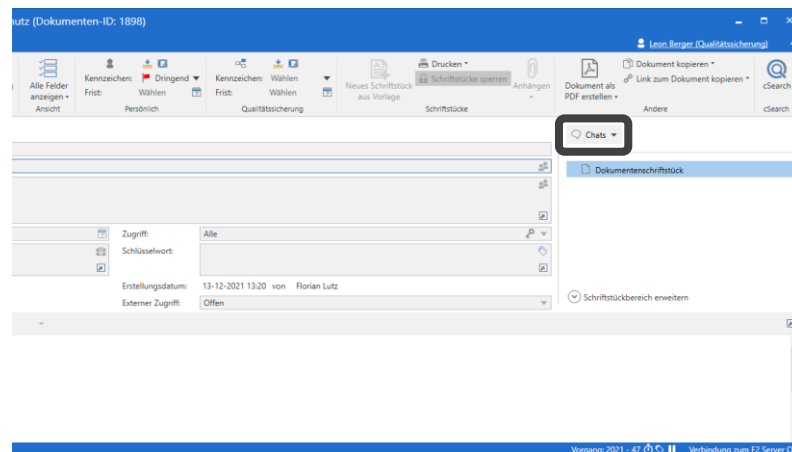 utz (Dokumenten-ID: 1898)
Leon Berger (Qualitätssicherung)
Alle Felder anzeigen
Ansicht
Kennzeichen: Dringend
Frist: Wählen
Persönlich
Kennzeichen: Wählen
Frist: Wählen
Qualitätssicherung
Neues Schriftstück aus Vorlage
Drucken
Schriftstücke sperren
Anhängen
Schriftstücke
Dokument als PDF erstellen
Dokument kopieren
Link zum Dokument kopieren
Andere
cSearch
cSearch
Chats
Dokumentenschriftstück
Zugriff: Alle
Schlüsselwort:
Erstellungsdatum: 13-12-2021 13:20 von Florian Lutz
Externer Zugriff: Offen
Schriftstückbereich erweitern
Vorgang: 2021 - 47
Verbindung zum F2 Server O